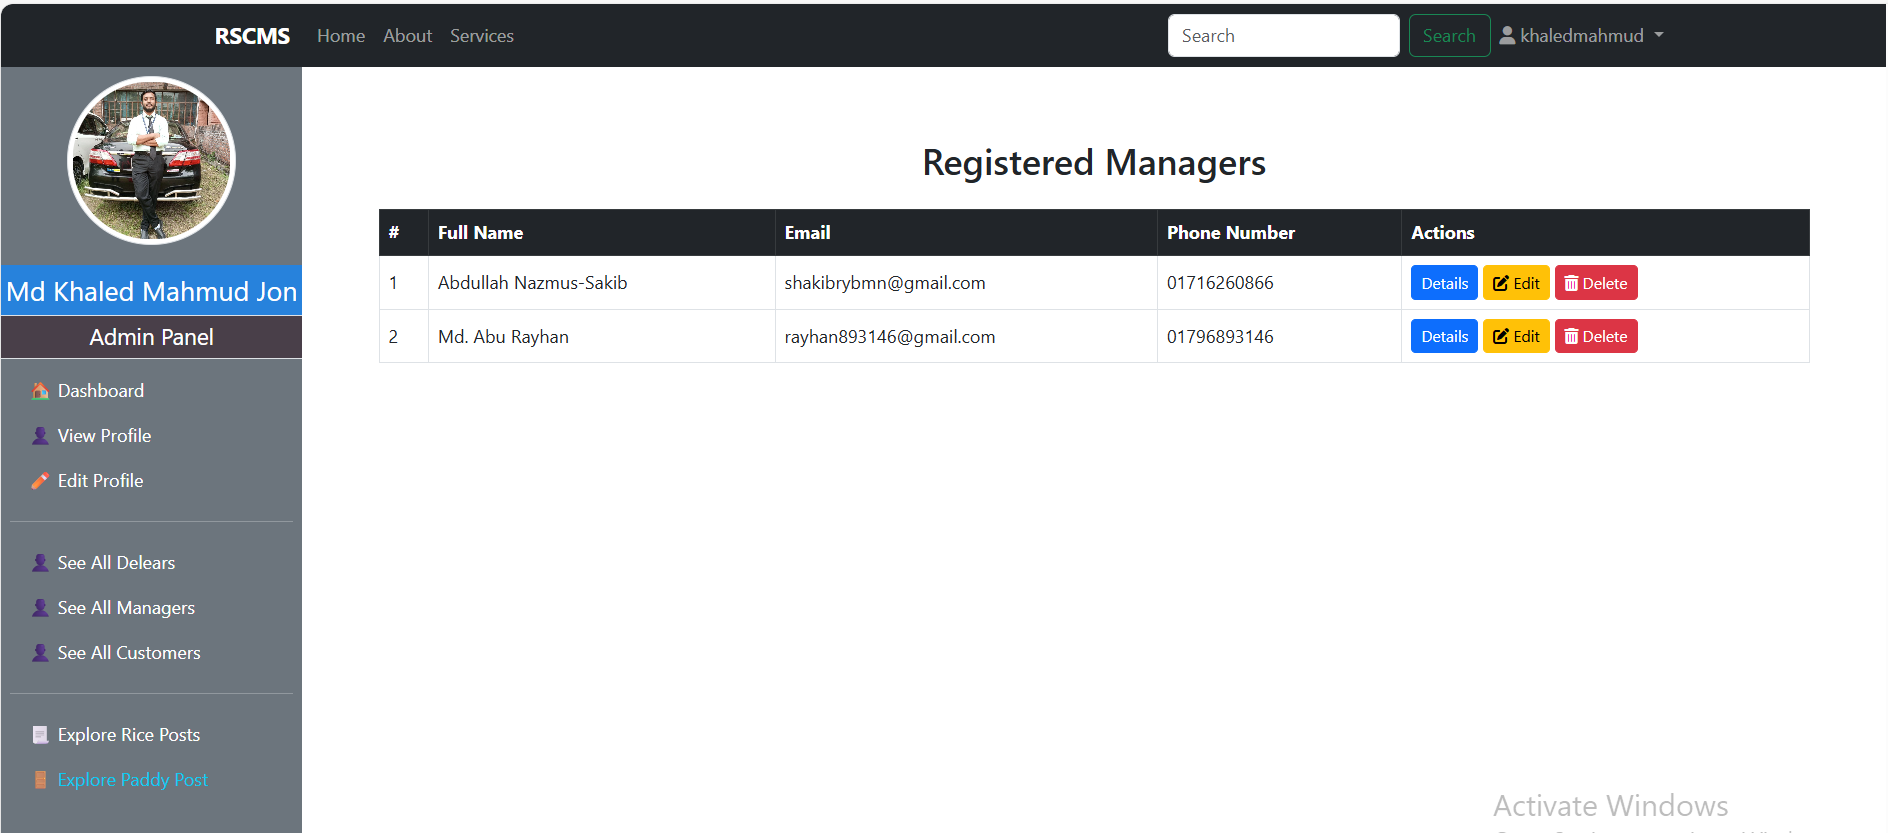 RSCMS Home About Services Search Search khaledmahmud
Md Khaled Mahmud Jon
Admin Panel
Dashboard
View Profile
Edit Profile
See All Delears
See All Managers
See All Customers
Explore Rice Posts
Explore Paddy Post
Registered Managers
# Full Name Email Phone Number Actions
1 Abdullah Nazmus-Sakib shakibrybmn@gmail.com 01716260866 Details Edit Delete
2 Md. Abu Rayhan rayhan893146@gmail.com 01796893146 Details Edit Delete
Activate Windows